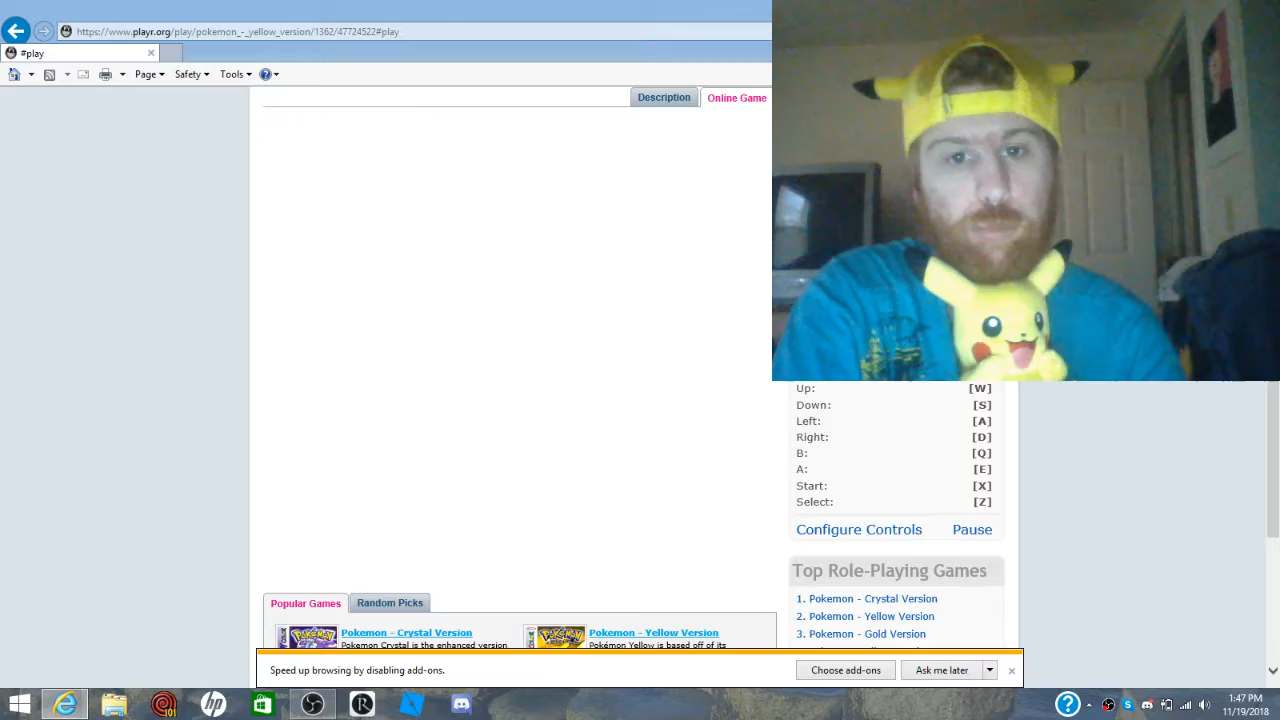 https://www.playr.org/play/pokemon_-_yellow_version/1362/47724522#play
#play
Page
Safety
Tools
Description
Online Game
Up: [W]
Down: [S]
Left: [A]
Right: [D]
B: [Q]
A: [E]
Start: [X]
Select: [Z]
Configure Controls Pause
Top Role-Playing Games
1. Pokemon - Crystal Version
2. Pokemon - Yellow Version
3. Pokemon - Gold Version
Popular Games
Random Picks
POKéMON
Pokemon - Crystal Version
Pokemon Crystal is the enhanced version
POKéMON
Pokemon - Yellow Version
Pokémon Yellow is based off of its
Speed up browsing by disabling add-ons.
Choose add-ons
Ask me later
hp
101
R
1:47 PM
11/19/2018